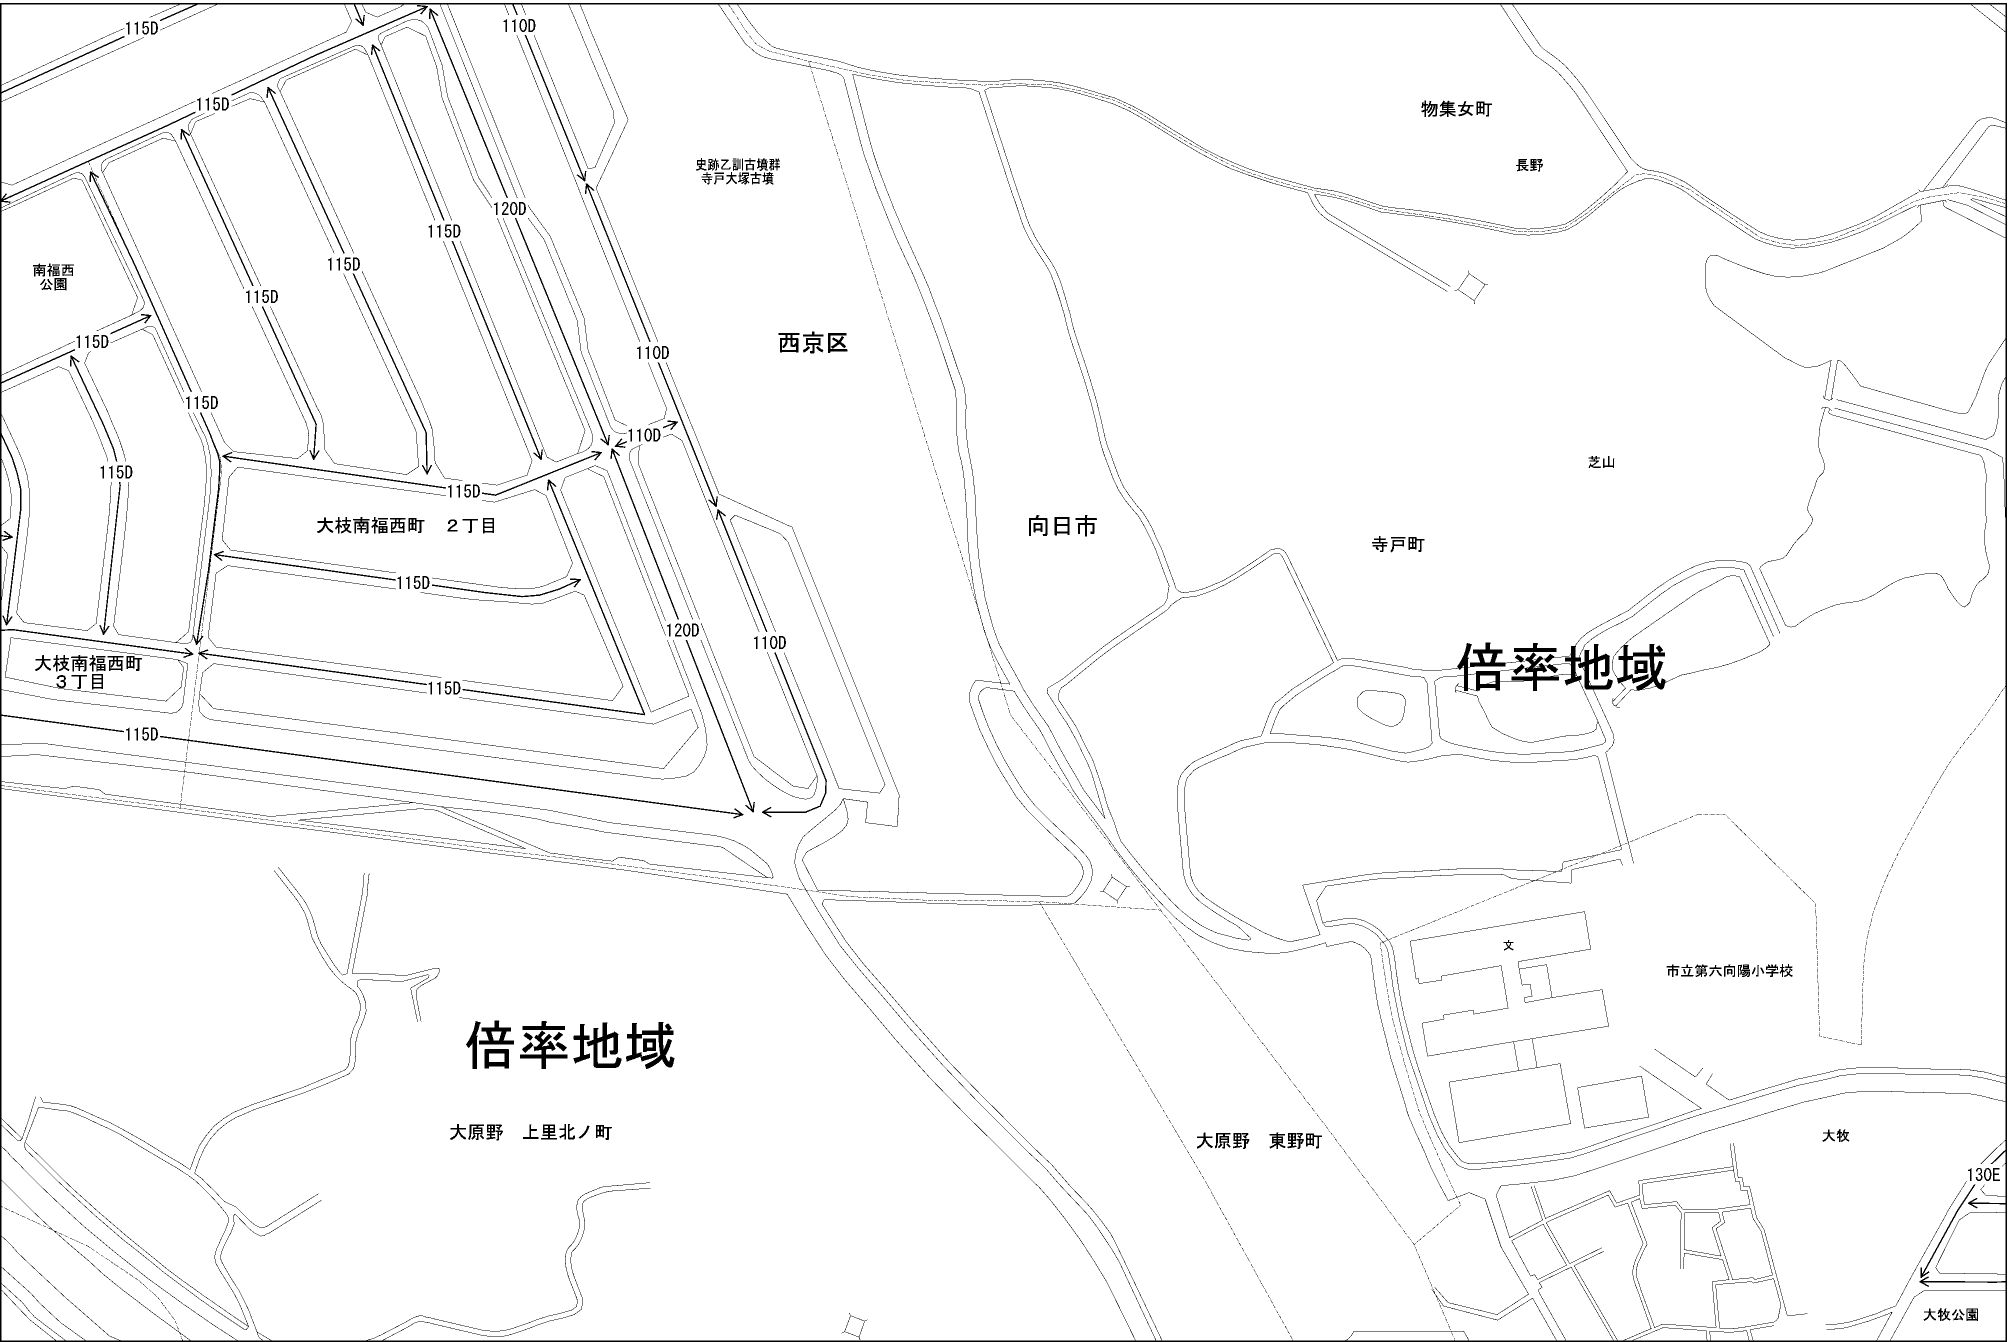 115D
110D
115D
物集女町
史跡乙訓古墳群
寺戸大塚古墳
長野
120D
115D
115D
南福西
公園
115D
115D
西京区
110D
115D
110D
芝山
115D
115D
大枝南福西町　2丁目
向日市
寺戸町
115D
120D
110D
大枝南福西町
3丁目
倍率地域
115D
115D
文
市立第六向陽小学校
倍率地域
大原野　上里北ノ町
大原野　東野町
大牧
130E
大牧公園